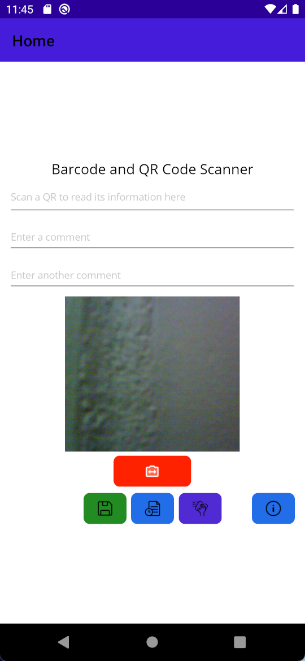 11:45
Home
Barcode and QR Code Scanner
Scan a QR to read its information here
Enter a comment
Enter another comment